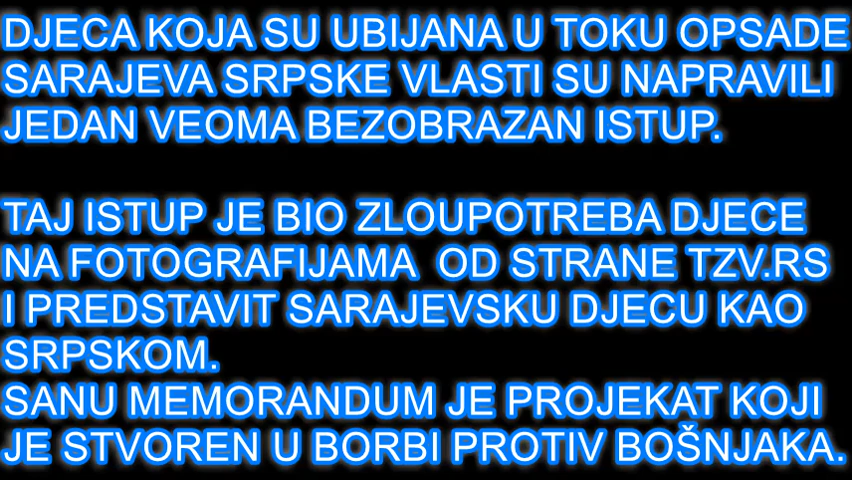 DJECA KOJA SU UBIJANA U TOKU OPSADE
SARAJEVA SRPSKE VLASTI SU NAPRAVILI
JEDAN VEOMA BEZOBRAZAN ISTUP.
TAJ ISTUP JE BIO ZLOUPOTREBA DJECE
NA FOTOGRAFIJAMA OD STRANE TZV.RS
I PREDSTAVIT SARAJEVSKU DJECU KAO
SRPSKOM.
SANU MEMORANDUM JE PROJEKAT KOJI
JE STVOREN U BORBI PROTIV BOŠNJAKA.